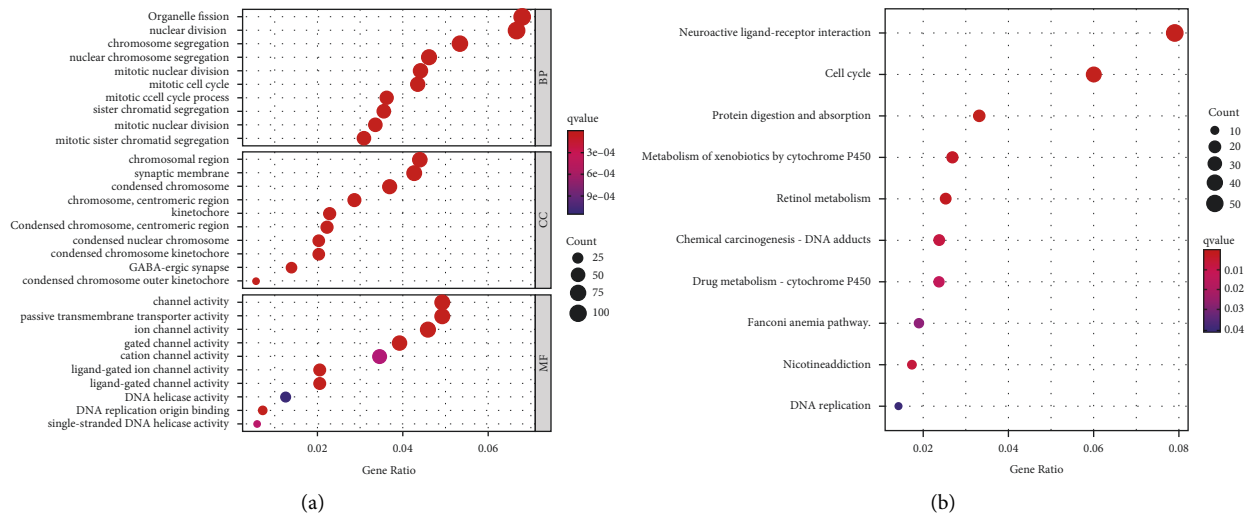 Organelle fission
nuclear division
chromosome segregation
nuclear chromosome segregation
mitotic nuclear division
mitotic cell cycle
mitotic ccell cycle process
sister chromatid segregation
mitotic nuclear division
mitotic sister chromatid segregation
BP
chromosomal region
synaptic membrane
condensed chromosome
chromosome, centromeric region
kinetochore
Condensed chromosome, centromeric region
condensed nuclear chromosome
condensed chromosome kinetochore
GABA-ergic synapse
condensed chromosome outer kinetochore
CC
channel activity
passive transmembrane transporter activity
ion channel activity
gated channel activity
cation channel activity
ligand-gated ion channel activity
ligand-gated channel activity
DNA helicase activity
DNA replication origin binding
single-stranded DNA helicase activity
MF
0.02 0.04 0.06
Gene Ratio
qvalue
3e−04
6e−04
9e−04
Count
25
50
75
100
(a)
Neuroactive ligand-receptor interaction
Cell cycle
Protein digestion and absorption
Metabolism of xenobiotics by cytochrome P450
Retinol metabolism
Chemical carcinogenesis - DNA adducts
Drug metabolism - cytochrome P450
Fanconi anemia pathway.
Nicotineaddiction
DNA replication
0.02 0.04 0.06 0.08
Gene Ratio
Count
10
20
30
40
50
qvalue
0.01
0.02
0.03
0.04
(b)